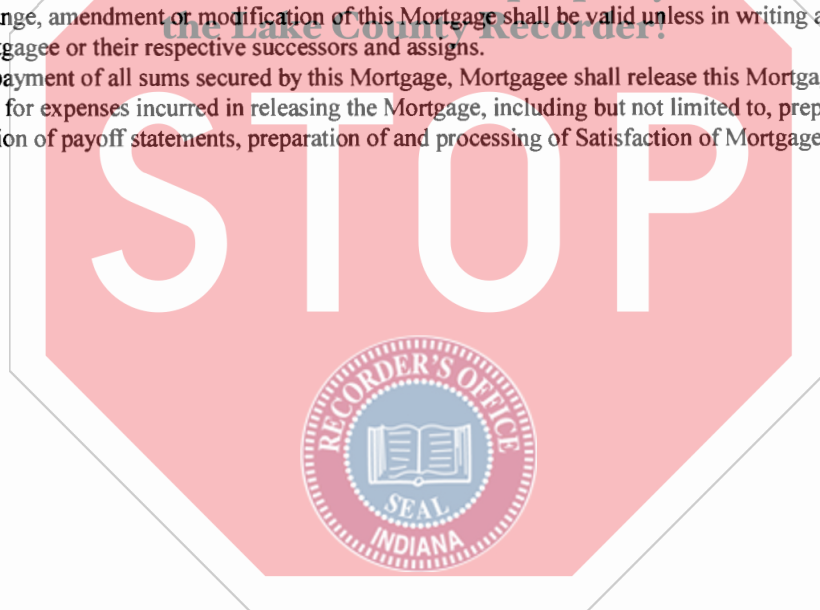 nge, amendment or modification of this Mortgage shall be valid unless in writing a
the Lake County Recorder!
tgagee or their respective successors and assigns.
payment of all sums secured by this Mortgage, Mortgagee shall release this Mortga
for expenses incurred in releasing the Mortgage, including but not limited to, prep
ion of payoff statements, preparation of and processing of Satisfaction of Mortgage
STOP
RECORDER'S OFFICE
SEAL
INDIANA